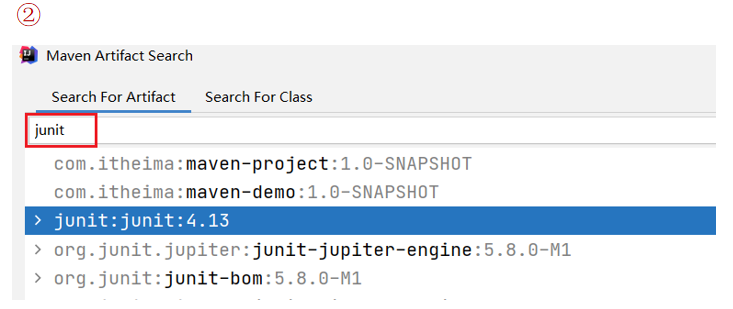 ②
Maven Artifact Search
Search For Artifact Search For Class
junit
com.itheima:maven-project:1.0-SNAPSHOT
com.itheima:maven-demo:1.0-SNAPSHOT
junit:junit:4.13
org.junit.jupiter:junit-jupiter-engine:5.8.0-M1
org.junit:junit-bom:5.8.0-M1